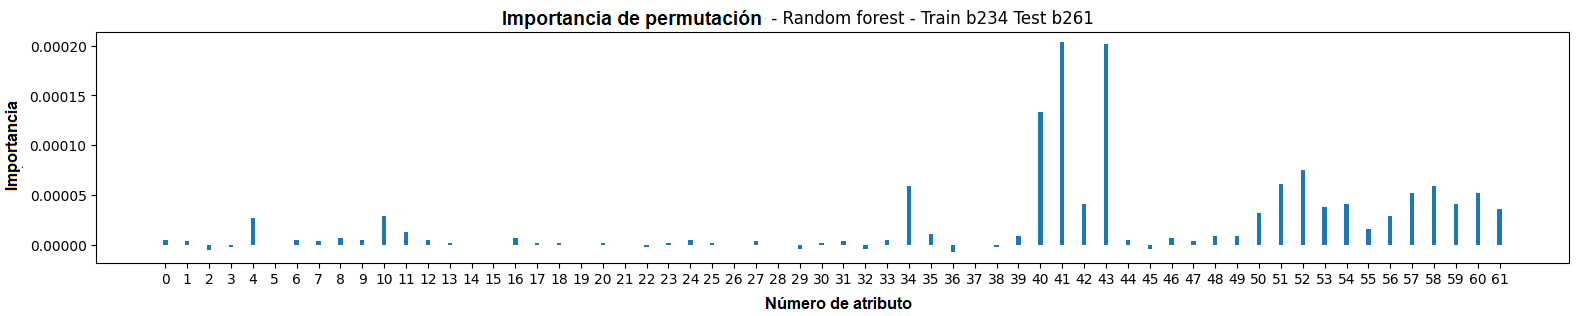 Importancia de permutación - Random forest - Train b234 Test b261
0.00020
0.00015
0.00010
0.00005
0.00000
Importancia
0 1 2 3 4 5 6 7 8 9 10 11 12 13 14 15 16 17 18 19 20 21 22 23 24 25 26 27 28 29 30 31 32 33 34 35 36 37 38 39 40 41 42 43 44 45 46 47 48 49 50 51 52 53 54 55 56 57 58 59 60 61
Número de atributo